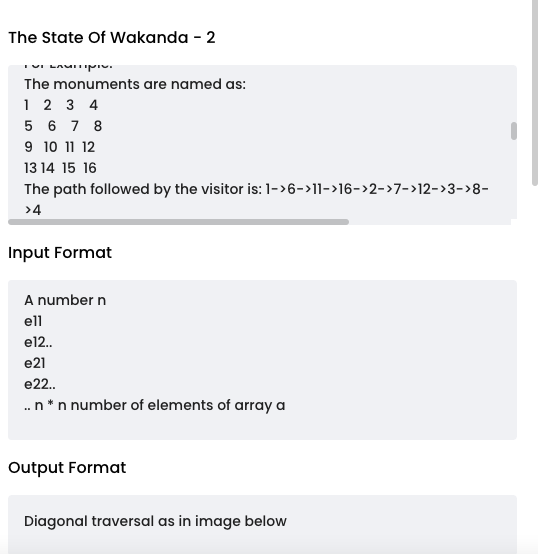 The State Of Wakanda - 2
For Example:
The monuments are named as:
1 2 3 4
5 6 7 8
9 10 11 12
13 14 15 16
The path followed by the visitor is: 1->6->11->16->2->7->12->3->8-
>4
Input Format
A number n
e11
e12..
e21
e22..
.. n * n number of elements of array a
Output Format
Diagonal traversal as in image below